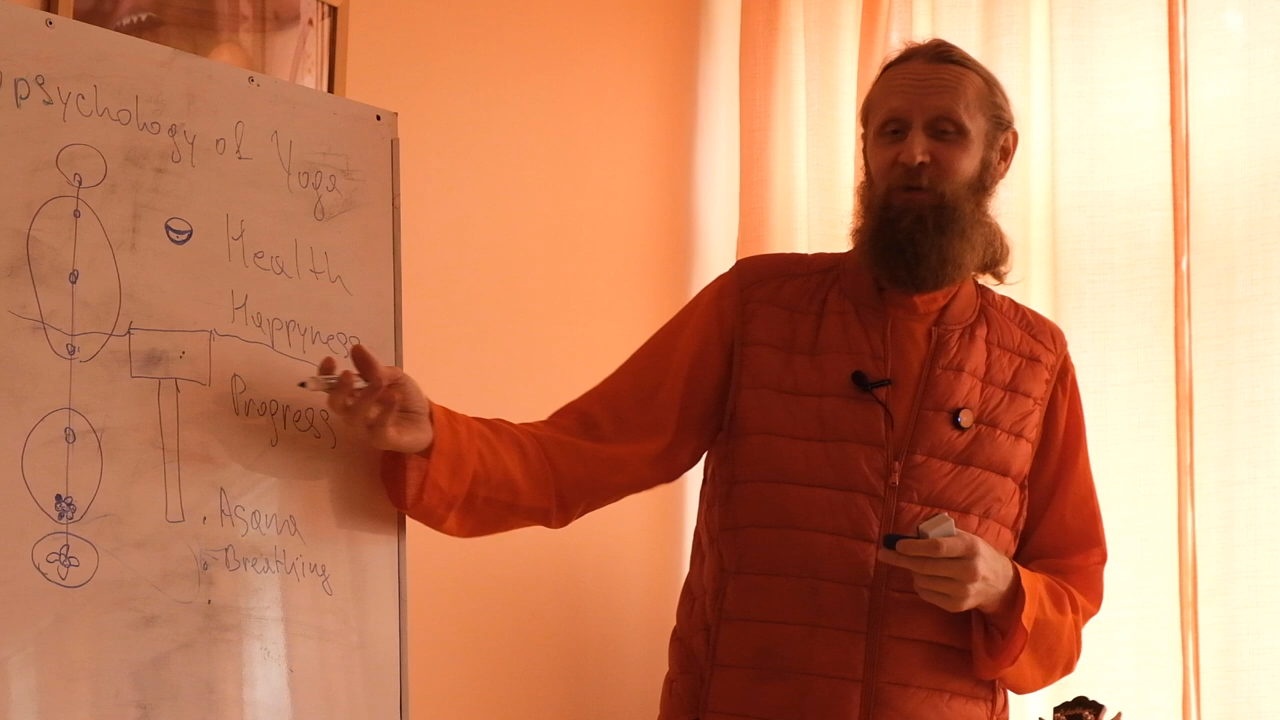 psychology of Yoga
Health
Happyness
Progress
. Asana
Breathing